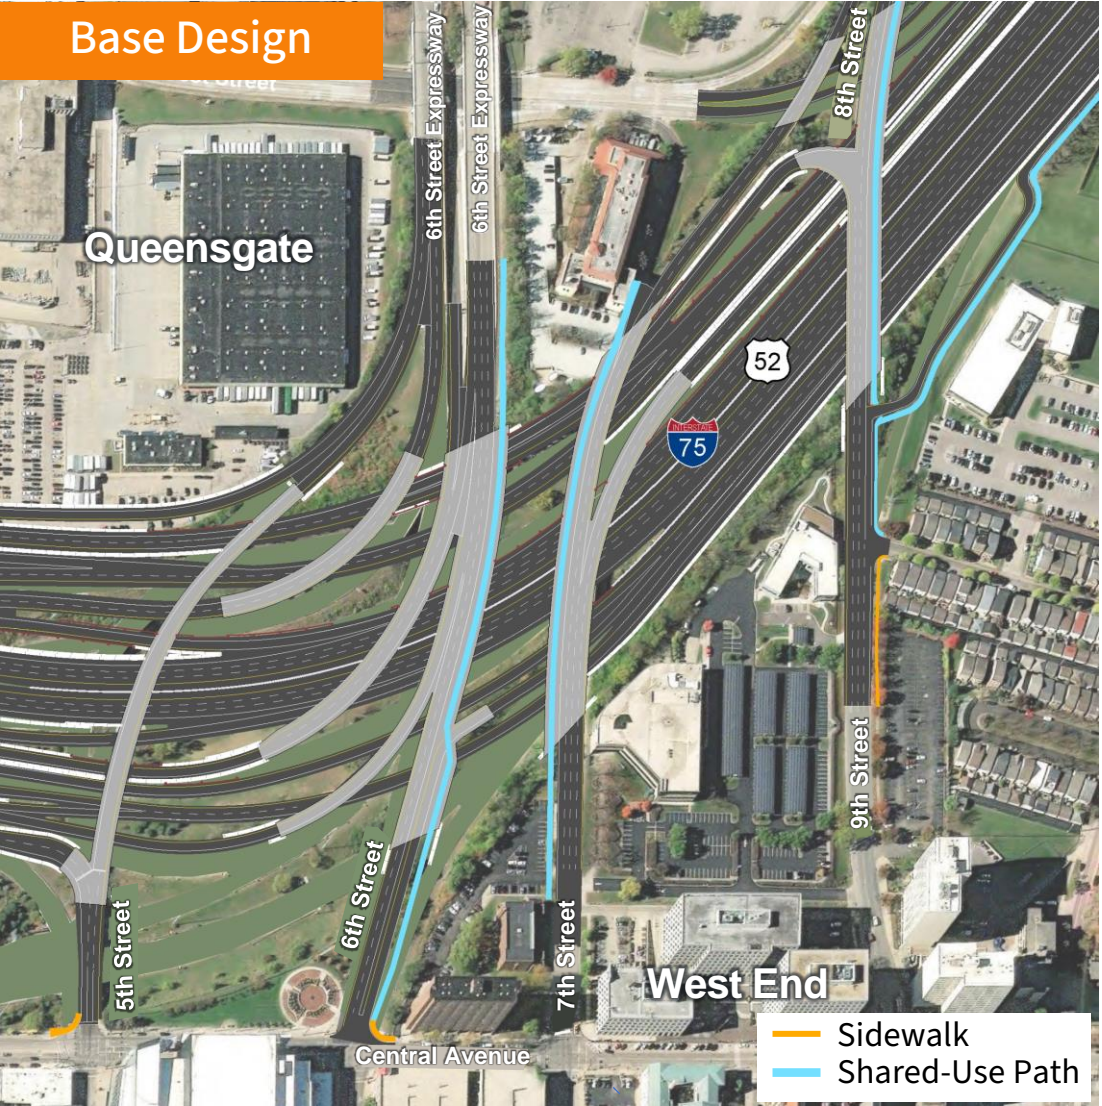 Base Design
6th Street Expressway
6th Street Expressway
8th Street
Queensgate
52
INTERSTATE
75
9th Street
6th Street
5th Street
7th Street
West End
Central Avenue
Sidewalk
Shared-Use Path